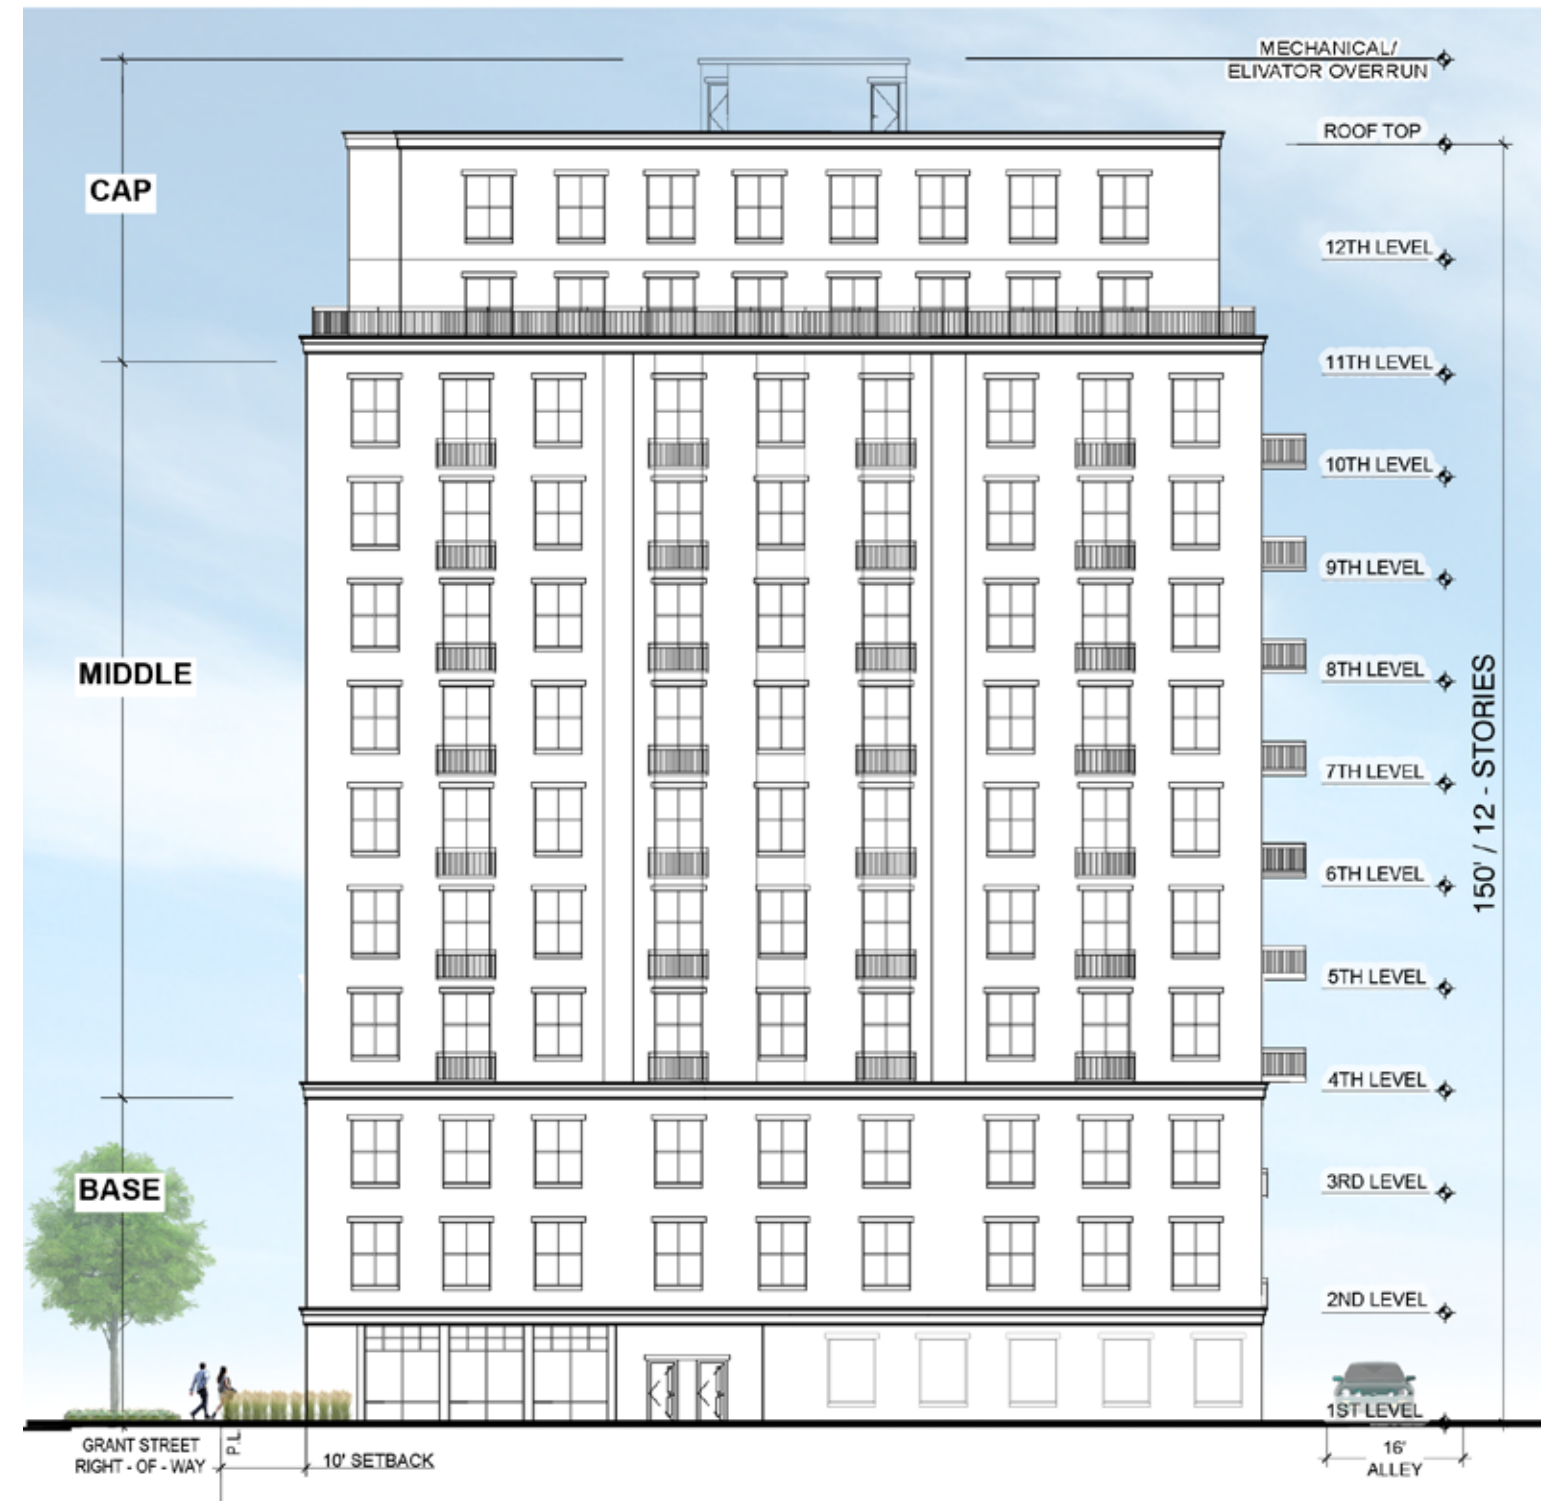 MECHANICAL/
ELIVATOR OVERRUN
ROOF TOP
CAP
12TH LEVEL
11TH LEVEL
10TH LEVEL
9TH LEVEL
8TH LEVEL
MIDDLE
150' / 12 - STORIES
7TH LEVEL
6TH LEVEL
5TH LEVEL
4TH LEVEL
BASE
3RD LEVEL
2ND LEVEL
1ST LEVEL
GRANT STREET
RIGHT - OF - WAY
P.L.
10' SETBACK
16'
ALLEY